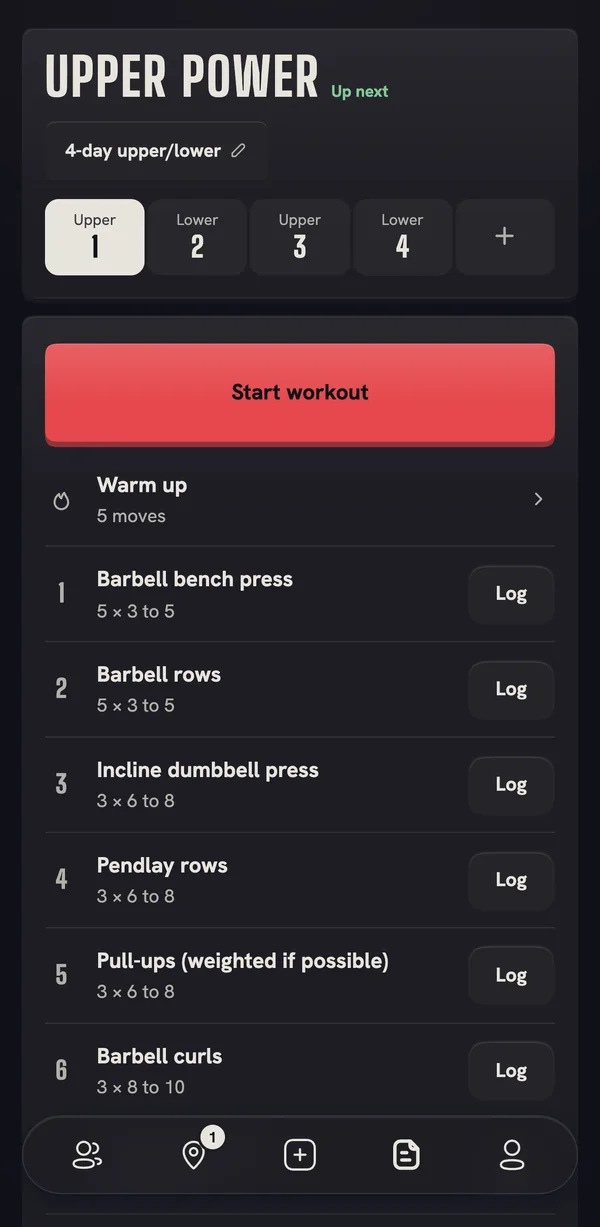 UPPER POWER Up next
4-day upper/lower
Upper Lower Upper Lower
1 2 3 4 +
Start workout
Warm up
5 moves
1 Barbell bench press Log
5 × 3 to 5
2 Barbell rows Log
5 × 3 to 5
3 Incline dumbbell press Log
3 × 6 to 8
4 Pendlay rows Log
3 × 6 to 8
5 Pull-ups (weighted if possible) Log
3 × 6 to 8
6 Barbell curls Log
3 × 8 to 10
1